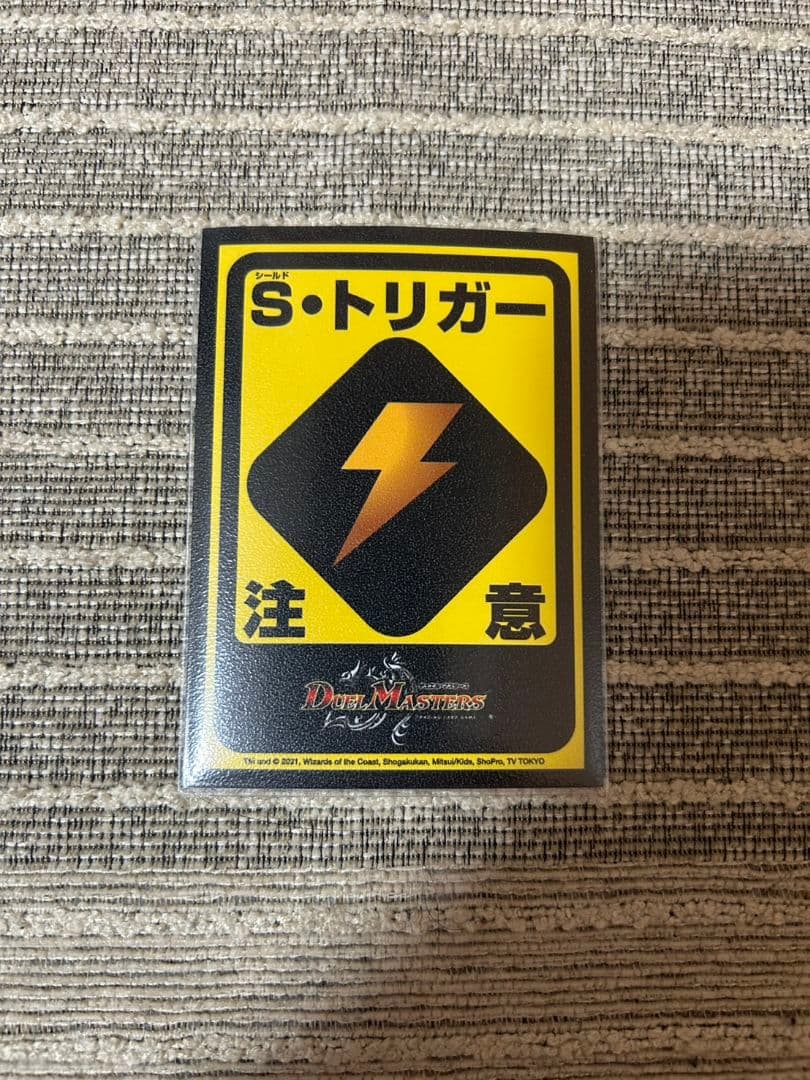 シールド
S・トリガー
注 意
DUEL MASTERS
TRADING CARD GAME
TM and © 2021, Wizards of the Coast, Shogakukan, Mitsui/Kids, ShoPro, TV TOKYO